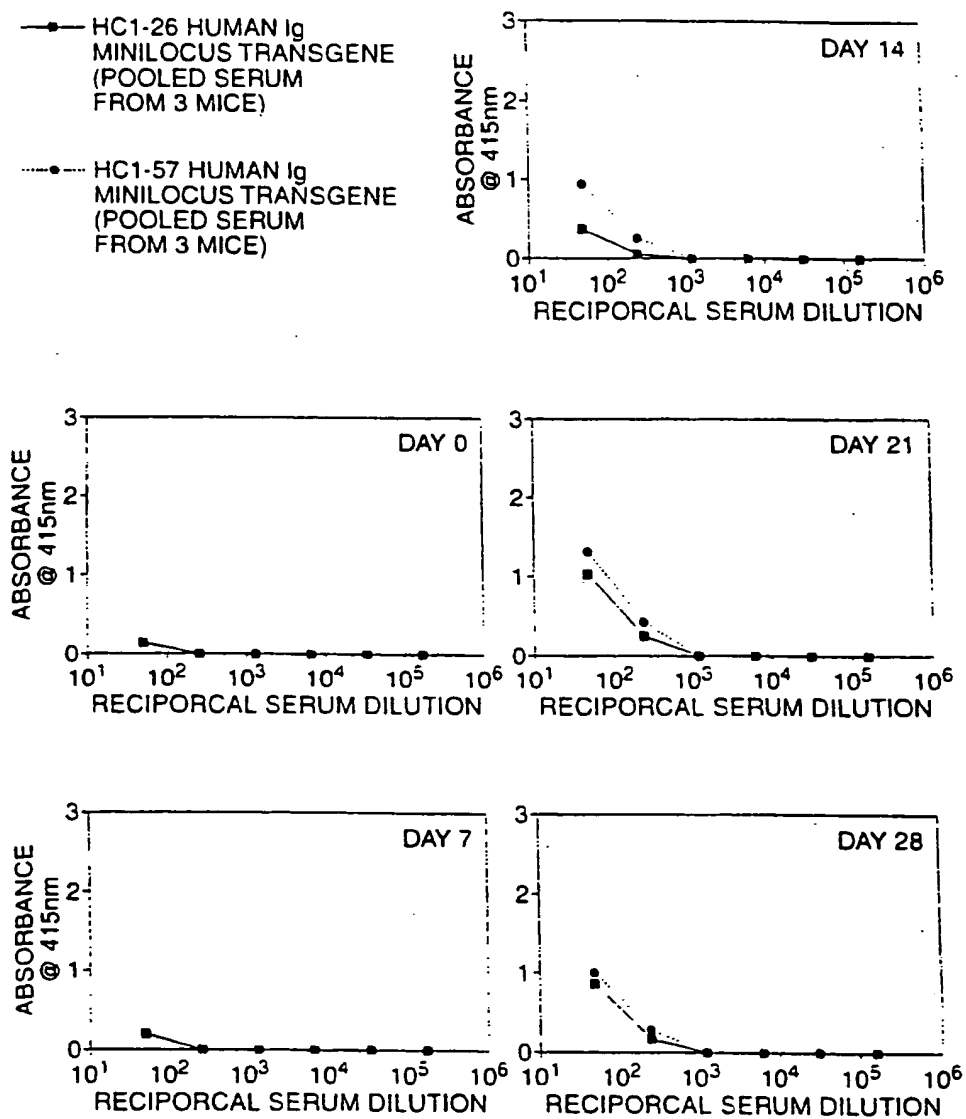 HC1-26 HUMAN Ig
MINILOCUS TRANSGENE
(POOLED SERUM
FROM 3 MICE)
HC1-57 HUMAN Ig
MINILOCUS TRANSGENE
(POOLED SERUM
FROM 3 MICE)
DAY 14
ABSORBANCE
@ 415nm
3
2
1
0
10¹ 10² 10³ 10⁴ 10⁵ 10⁶
RECIPORCAL SERUM DILUTION
DAY 0
ABSORBANCE
@ 415nm
3
2
1
0
10¹ 10² 10³ 10⁴ 10⁵ 10⁶
RECIPORCAL SERUM DILUTION
DAY 21
3
2
1
0
10¹ 10² 10³ 10⁴ 10⁵ 10⁶
RECIPORCAL SERUM DILUTION
DAY 7
ABSORBANCE
@ 415nm
3
2
1
0
10¹ 10² 10³ 10⁴ 10⁵ 10⁶
RECIPORCAL SERUM DILUTION
DAY 28
3
2
1
0
10¹ 10² 10³ 10⁴ 10⁵ 10⁶
RECIPORCAL SERUM DILUTION